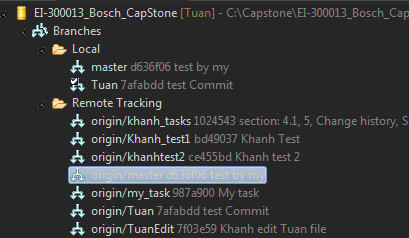 EI-300013_Bosch_CapStone [Tuan] - C:\Capstone\EI-300013_Bosch_Cap
Branches
Local
master d636f06 test by my
Tuan 7afabdd test Commit
Remote Tracking
origin/khanh_tasks 1024543 section: 4.1, 5, Change history, S
origin/Khanh_test1 bd49037 Khanh Test
origin/khanhtest2 ce455bd Khanh test 2
origin/master d636f06 test by my
origin/my_task 987a900 My task
origin/Tuan 7afabdd test Commit
origin/TuanEdit 7f03e59 Khanh edit Tuan file